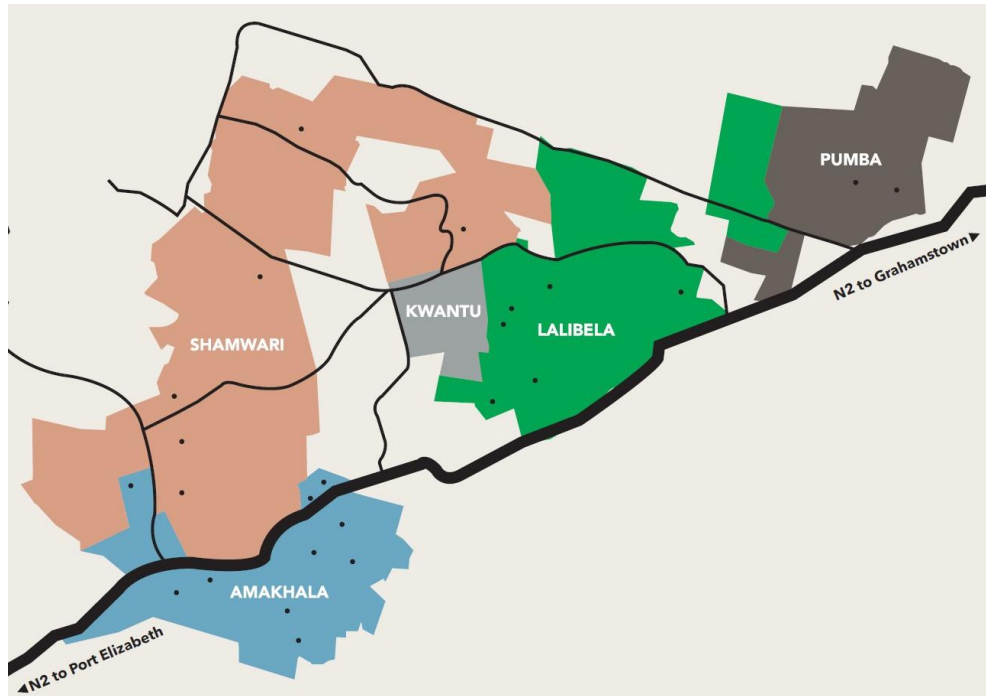 PUMBA
N2 to Grahamstown
KWANTU
SHAMWARI
LALIBELA
AMAKHALA
N2 to Port Elizabeth